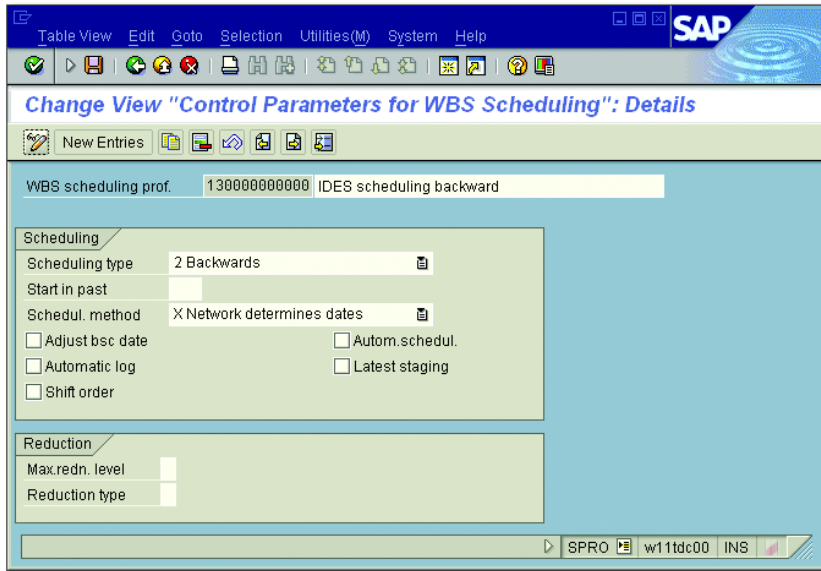 Table View Edit Goto Selection Utilities(M) System Help
SAP
Change View "Control Parameters for WBS Scheduling": Details
New Entries
WBS scheduling prof. 130000000000 IDES scheduling backward
Scheduling
Scheduling type 2 Backwards
Start in past
Schedul. method X Network determines dates
Adjust bsc date Autom.schedul.
Automatic log Latest staging
Shift order
Reduction
Max.redn. level
Reduction type
SPRO w11tdc00 INS